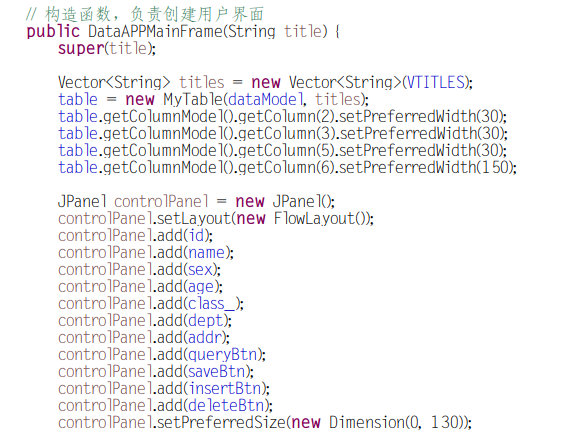 // 构造函数，负责创建用户界面
public DataAPPMainFrame(String title) {
super(title);
Vector<String> titles = new Vector<String>(VTITLES);
table = new MyTable(dataModel, titles);
table.getColumnModel().getColumn(2).setPreferredWidth(30);
table.getColumnModel().getColumn(3).setPreferredWidth(30);
table.getColumnModel().getColumn(5).setPreferredWidth(30);
table.getColumnModel().getColumn(6).setPreferredWidth(150);
JPanel controlPanel = new JPanel();
controlPanel.setLayout(new FlowLayout());
controlPanel.add(id);
controlPanel.add(name);
controlPanel.add(sex);
controlPanel.add(age);
controlPanel.add(class_);
controlPanel.add(dept);
controlPanel.add(addr);
controlPanel.add(queryBtn);
controlPanel.add(saveBtn);
controlPanel.add(insertBtn);
controlPanel.add(deleteBtn);
controlPanel.setPreferredSize(new Dimension(0, 130));